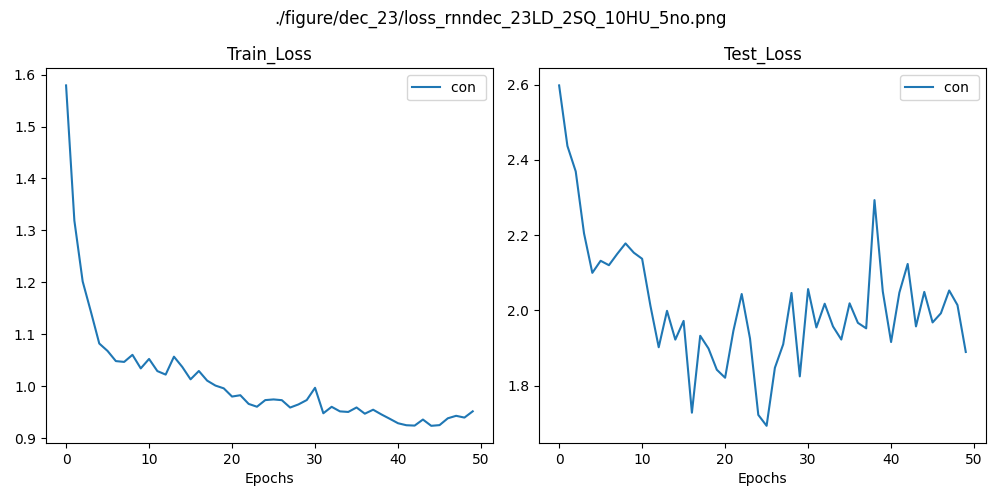 ./figure/dec_23/loss_rnndec_23LD_2SQ_10HU_5no.png
Train_Loss
Test_Loss
con
con
1.6
1.5
1.4
1.3
1.2
1.1
1.0
0.9
2.6
2.4
2.2
2.0
1.8
0 10 20 30 40 50
0 10 20 30 40 50
Epochs
Epochs